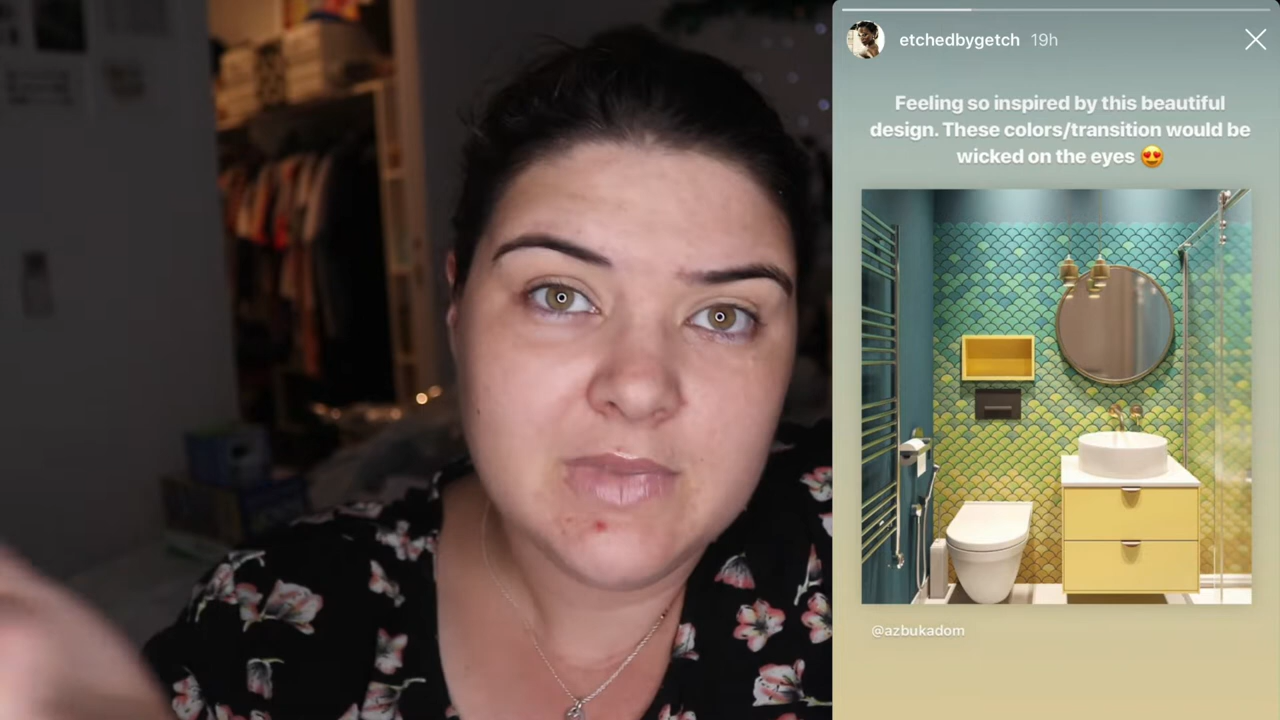 etchedbygetch 19h
Feeling so inspired by this beautiful
design. These colors/transition would be
wicked on the eyes 😍
@azbukadom